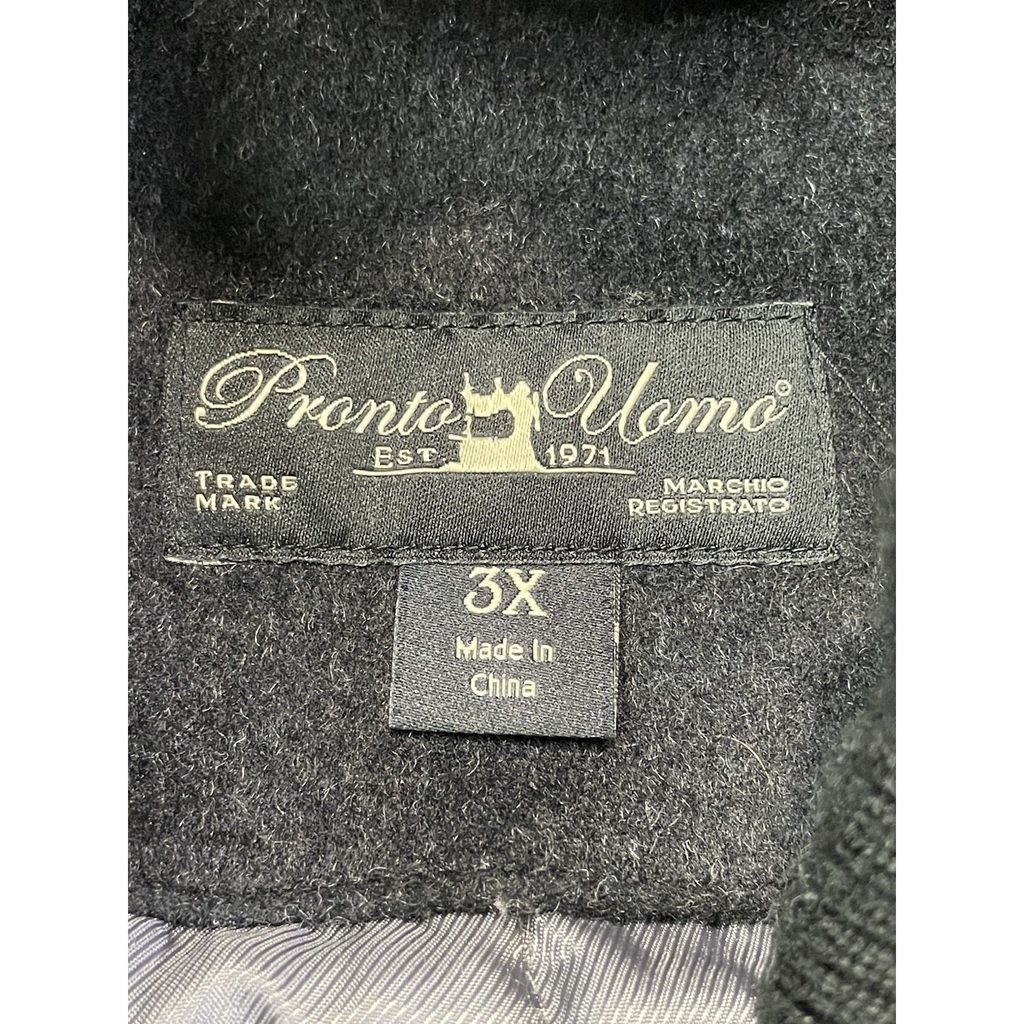 Pronto Uomo®
EST 1971
TRADE MARK
MARCHIO REGISTRATO
3X
Made In
China